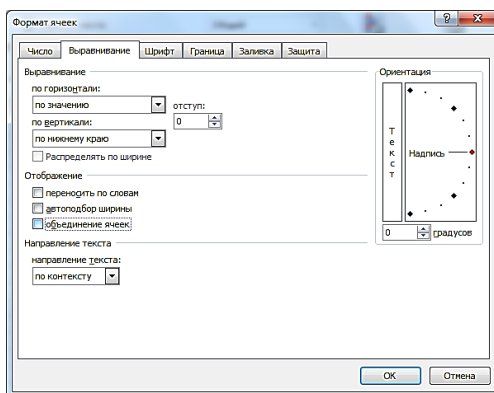 Формат ячеек
Число Выравнивание Шрифт Граница Заливка Защита
Выравнивание
по горизонтали:
по значению
отступ:
по вертикали:
0
по нижнему краю
Распределять по ширине
Отображение
переносить по словам
автоподбор ширины
объединение ячеек
Направление текста
направление текста:
по контексту
Ориентация
Текст
Надпись
0 градусов
ОК Отмена